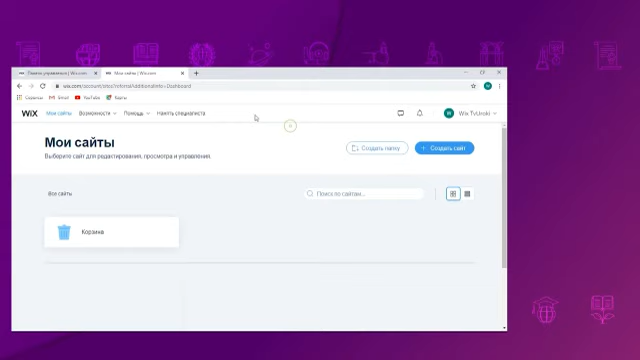 Панель управления | Wix.com
Мои сайты | Wix.com
wix.com/account/sites?referralAdditionalInfo=Dashboard
Сервисы Gmail YouTube Карты
WiX Мои сайты Возможности Помощь Нанять специалиста Wix TvUroki
Мои сайты
Выберите сайт для редактирования, просмотра и управления.
Создать папку
+ Создать сайт
Все сайты
Поиск по сайтам...
Корзина